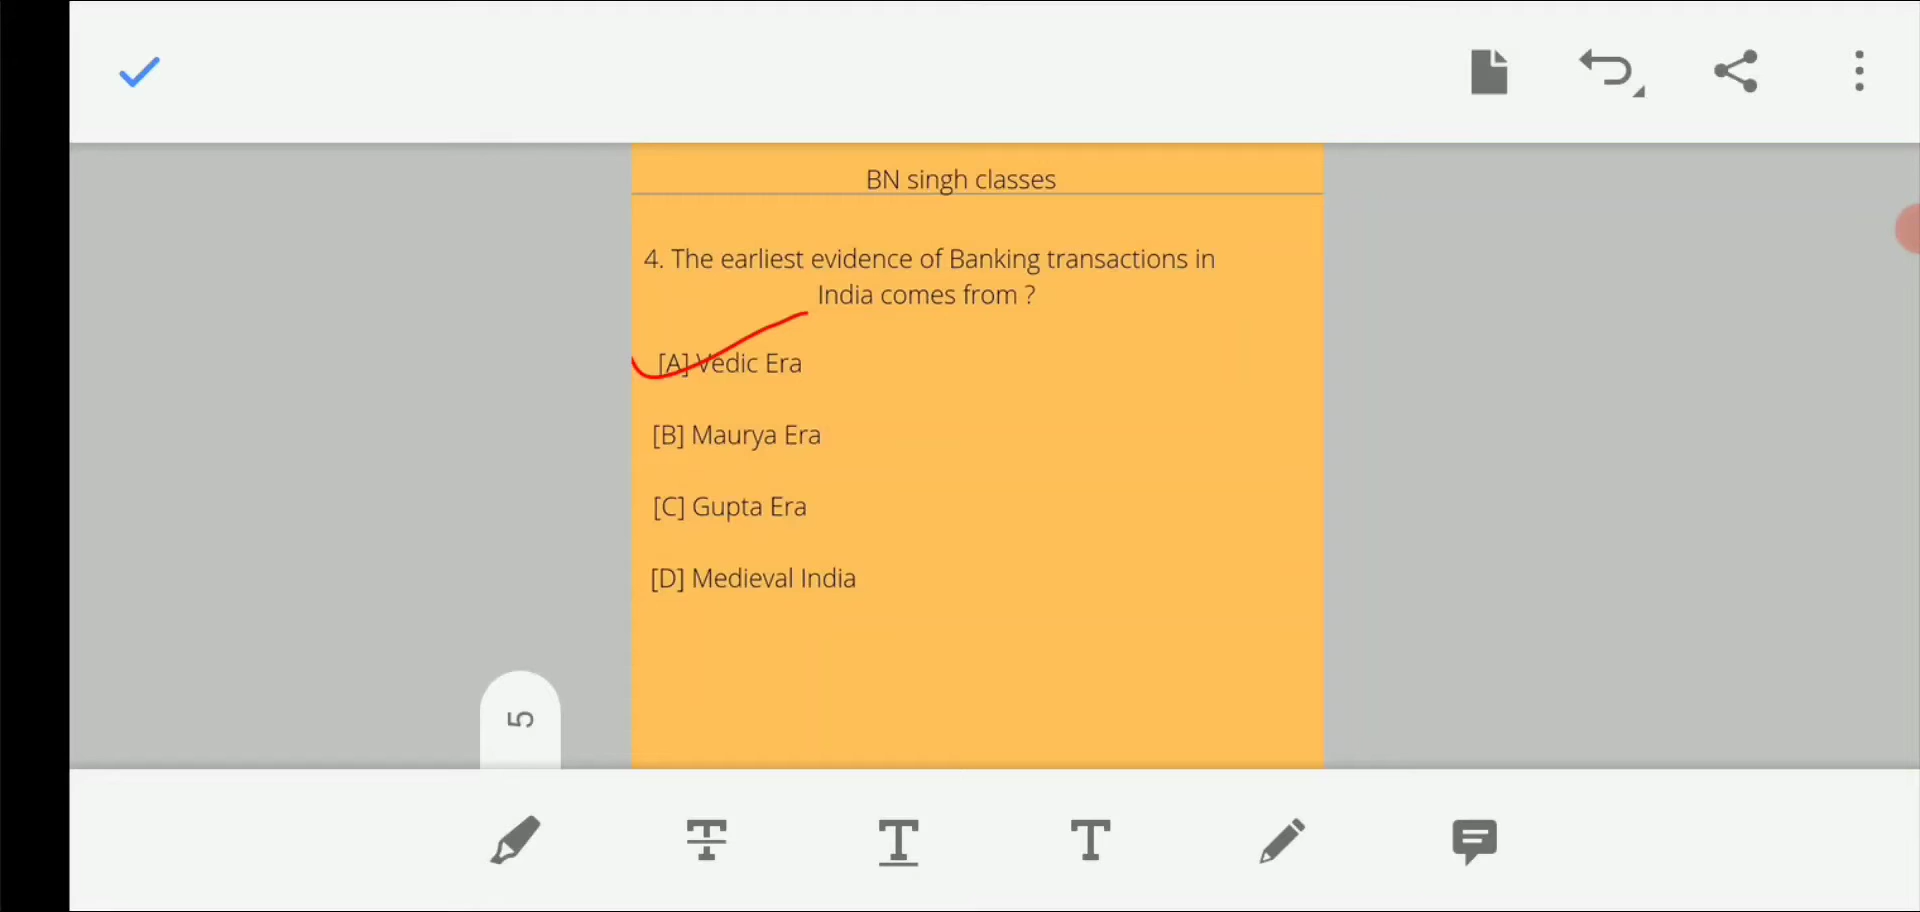 BN singh classes
4. The earliest evidence of Banking transactions in
India comes from ?
[A] Vedic Era
[B] Maurya Era
[C] Gupta Era
[D] Medieval India
5
T
T
T